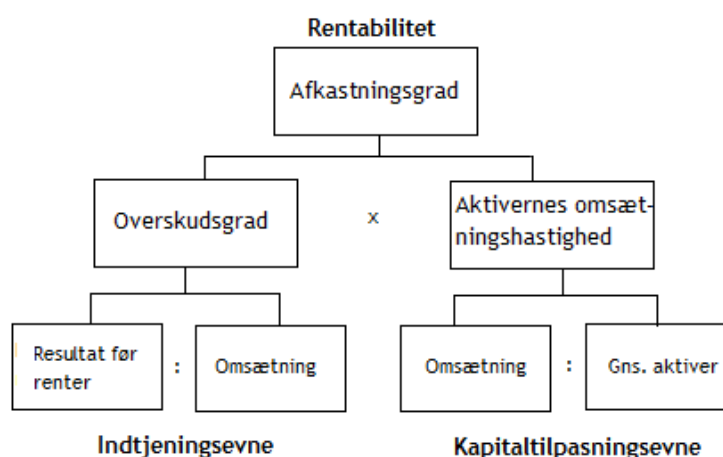 Rentabilitet
Afkastningsgrad
Overskudsgrad
x
Aktivernes omsæt-
ningshastighed
Resultat før
renter
:
Omsætning
Omsætning
:
Gns. aktiver
Indtjeningsevne
Kapitaltilpasningsevne